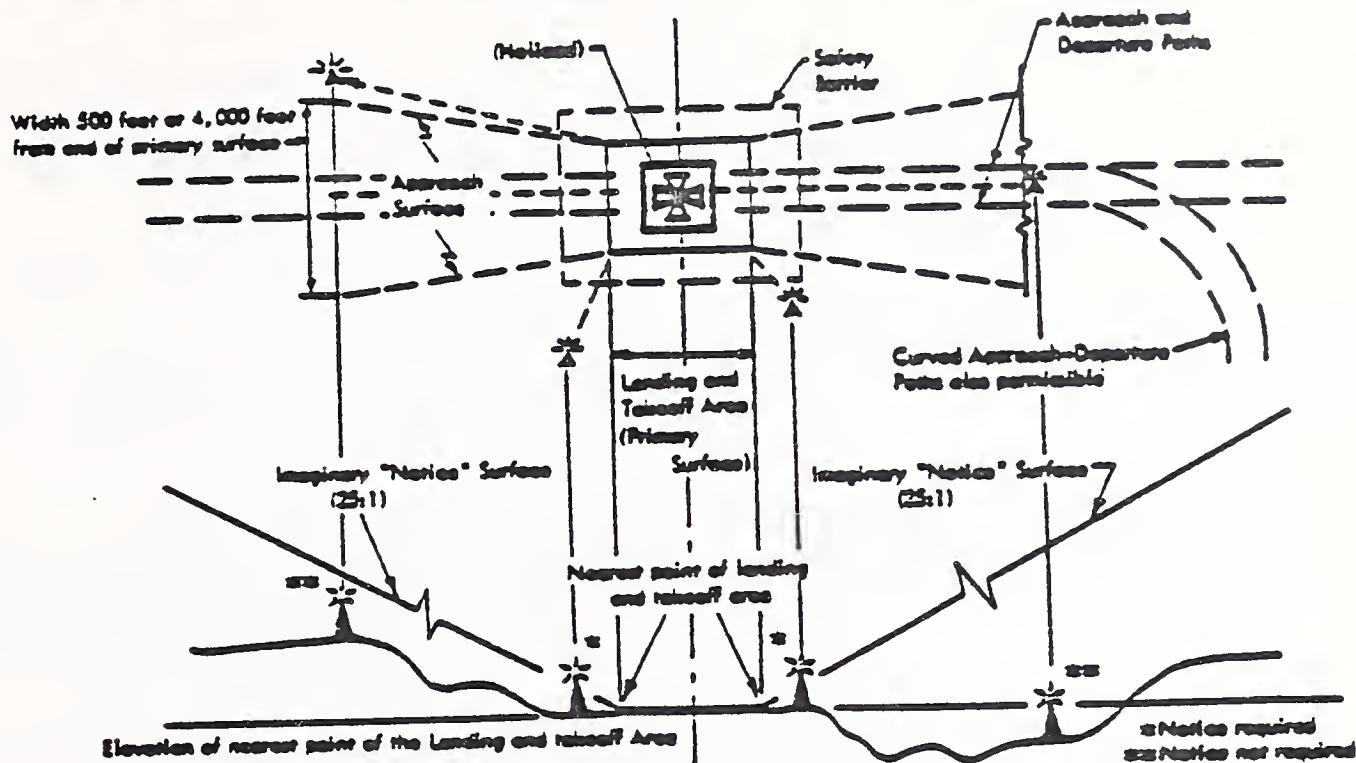 (Helipad)
Safety
Barrier
Approach and
Departure Paths
Width 500 feet at 4,000 feet
from end of primary surface
Approach
Surface
Curved Approach-Departure
Paths also permissible
Landing and
Takeoff Area
(Primary
Surface)
Imaginary "Notice" Surface
(25:1)
Imaginary "Notice" Surface
(25:1)
Nearest point of landing
and takeoff area
**
*
*
**
Elevation of nearest point of the Landing and takeoff Area
*Notice required
**Notice not required